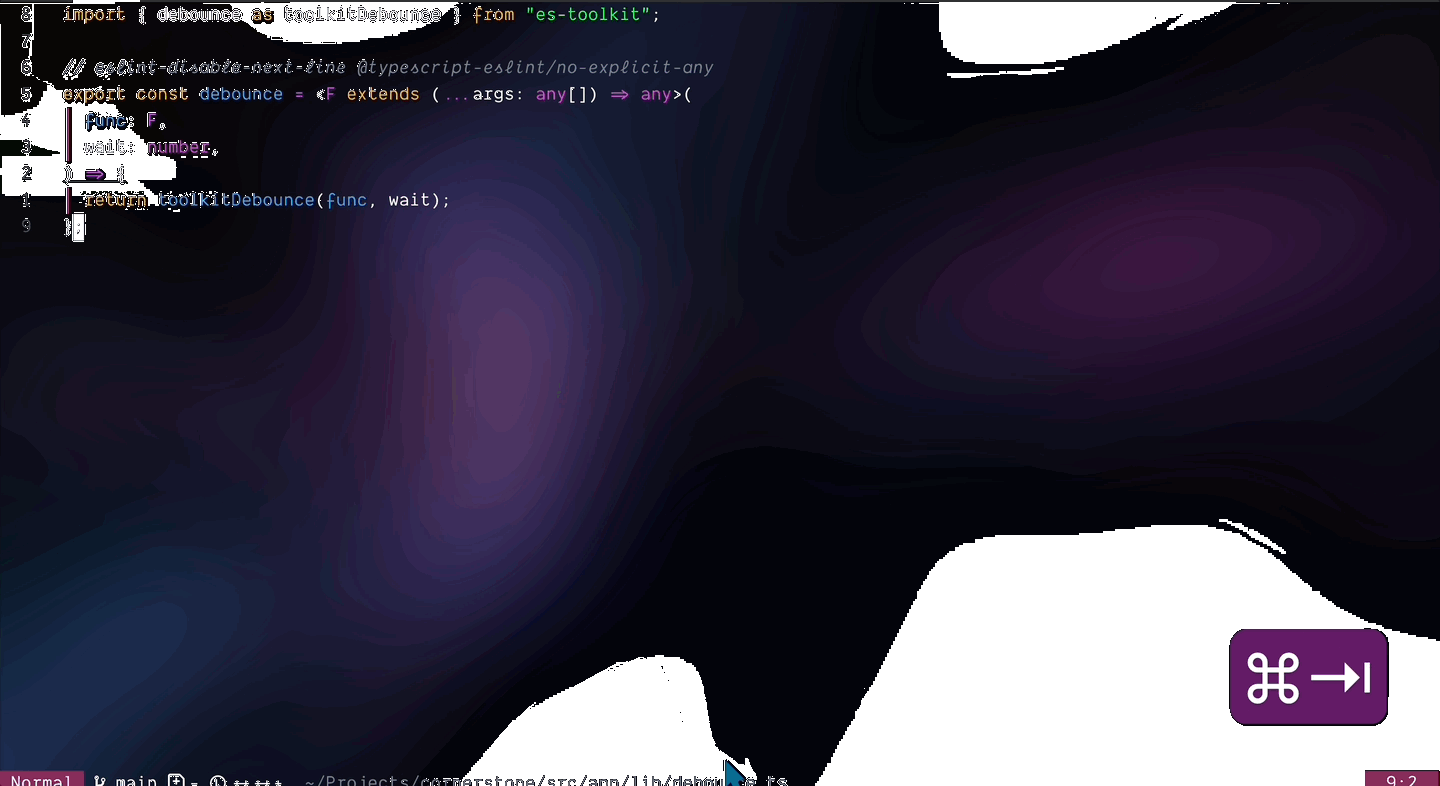 8 import { debounce as toolkitDebounce } from "es-toolkit";
7
6 // eslint-disable-next-line @typescript-eslint/no-explicit-any
5 export const debounce = <F extends (...args: any[]) => any>(
4 func: F,
3 wait: number,
2 ) => {
1 return toolkitDebounce(func, wait);
9 };
⌘ ⇥
Normal main ~/Projects/cornerstone/src/app/lib/debounce.ts 9:2